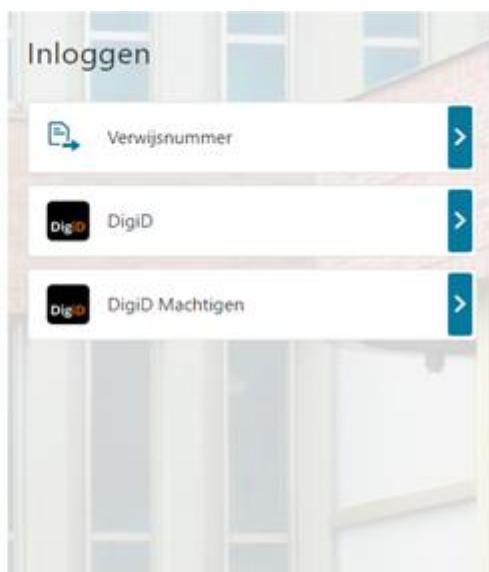 Inloggen
Verwijsnummer
DigiD
DigiD
DigiD
DigiD Machtigen